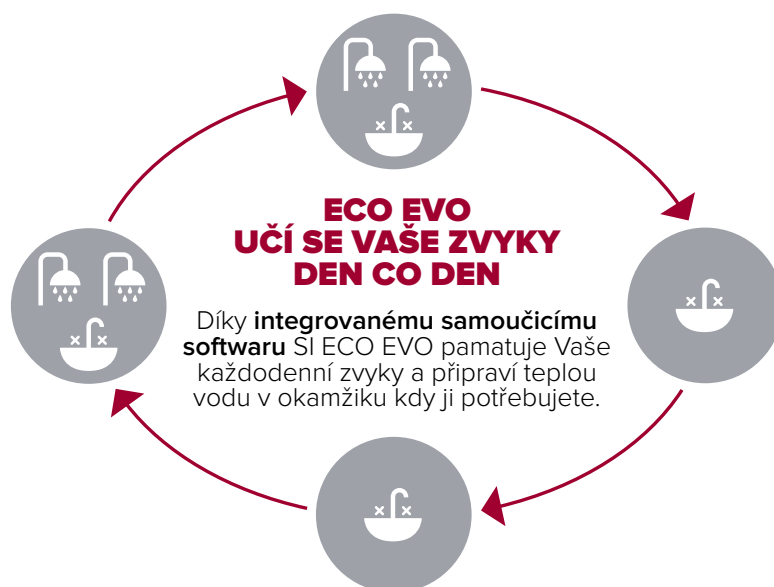 ECO EVO
UČÍ SE VAŠE ZVYKY
DEN CO DEN
Díky integrovanému samoučicímu
softwaru SI ECO EVO pamatuje Vaše
každodenní zvyky a připraví teplou
vodu v okamžiku kdy ji potřebujete.